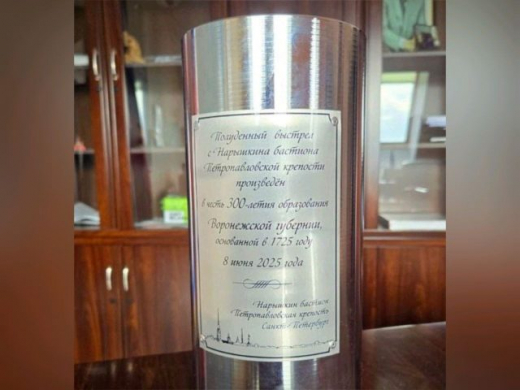 Полуденный выстрел
с Нарышкина бастиона
Петропавловской крепости
произведён
в честь 300-летия образования
Воронежской губернии,
основанной в 1725 году
8 июня 2025 года
Нарышкин бастион
Петропавловская крепость
Санкт-Петербург